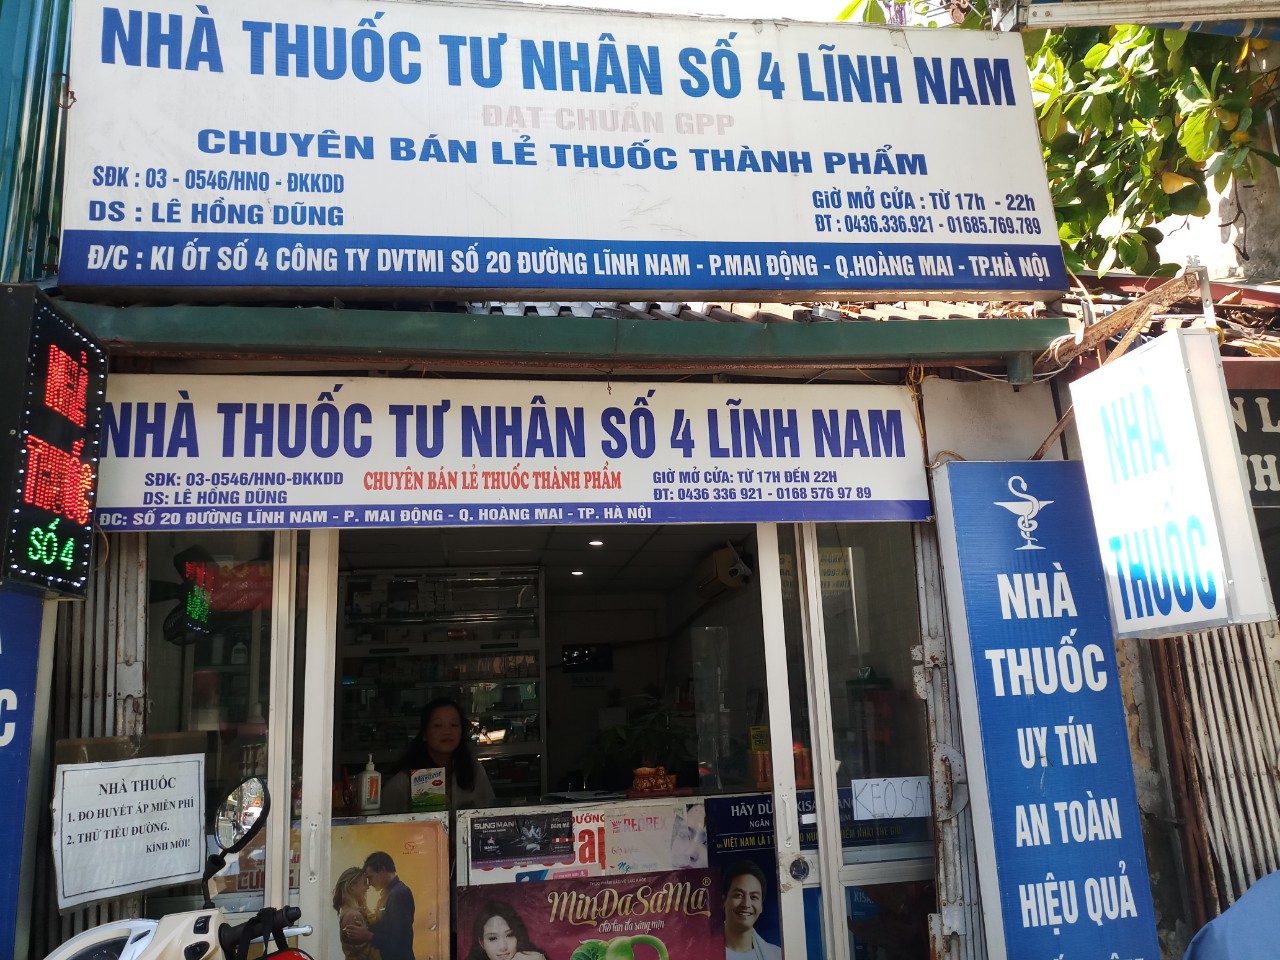 NHÀ THUỐC TƯ NHÂN SỐ 4 LĨNH NAM
ĐẠT CHUẨN GPP
CHUYÊN BÁN LẺ THUỐC THÀNH PHẨM
SĐK : 03 - 0546/HNO - ĐKKDD
DS : LÊ HỒNG DŨNG
GIỜ MỞ CỬA : TỪ 17h - 22h
ĐT : 0436.336.921 - 01685.769.789
Đ/C : KI ỐT SỐ 4 CÔNG TY DVTMI SỐ 20 ĐƯỜNG LĨNH NAM - P.MAI ĐỘNG - Q.HOÀNG MAI - TP.HÀ NỘI
NHÀ
THUỐC
SỐ 4
NHÀ THUỐC TƯ NHÂN SỐ 4 LĨNH NAM
SĐK: 03-0546/HNO-ĐKKDD
DS: LÊ HỒNG DŨNG
CHUYÊN BÁN LẺ THUỐC THÀNH PHẨM
GIỜ MỞ CỬA: TỪ 17H ĐẾN 22H
ĐT: 0436 336 921 - 0168 576 97 89
ĐC: SỐ 20 ĐƯỜNG LĨNH NAM - P. MAI ĐỘNG - Q. HOÀNG MAI - TP. HÀ NỘI
NHÀ
THUỐC
NHÀ
THUỐC
UY TÍN
AN TOÀN
HIỆU QUẢ
NHÀ THUỐC
1. ĐO HUYẾT ÁP MIỄN PHÍ
2. THỬ TIỂU ĐƯỜNG.
KÍNH MỜI!
KEOSA
HÃY
MinDaSaMa
cho làn da sáng mịn